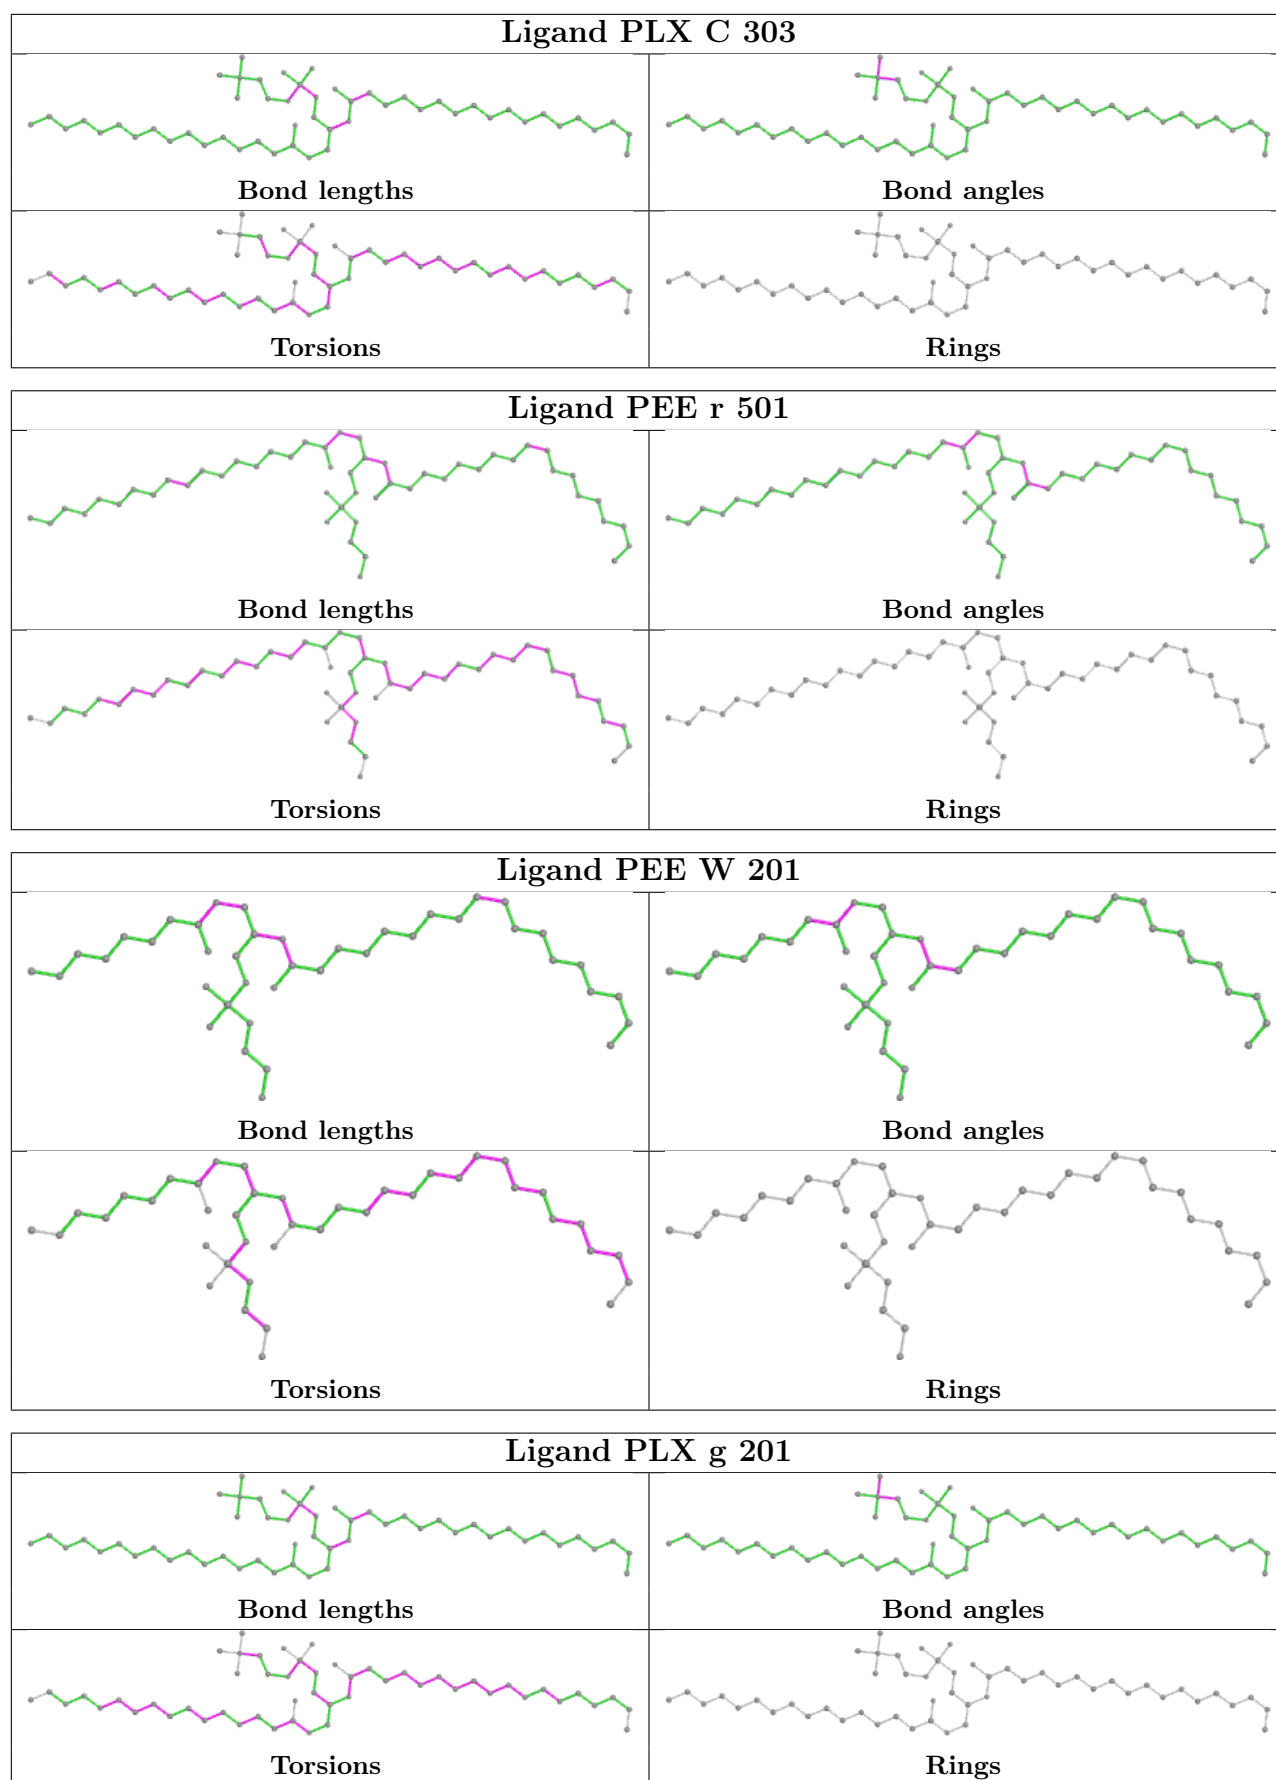 Ligand PLX C 303
Bond lengths
Bond angles
Torsions
Rings
Ligand PEE r 501
Bond lengths
Bond angles
Torsions
Rings
Ligand PEE W 201
Bond lengths
Bond angles
Torsions
Rings
Ligand PLX g 201
Bond lengths
Bond angles
Torsions
Rings